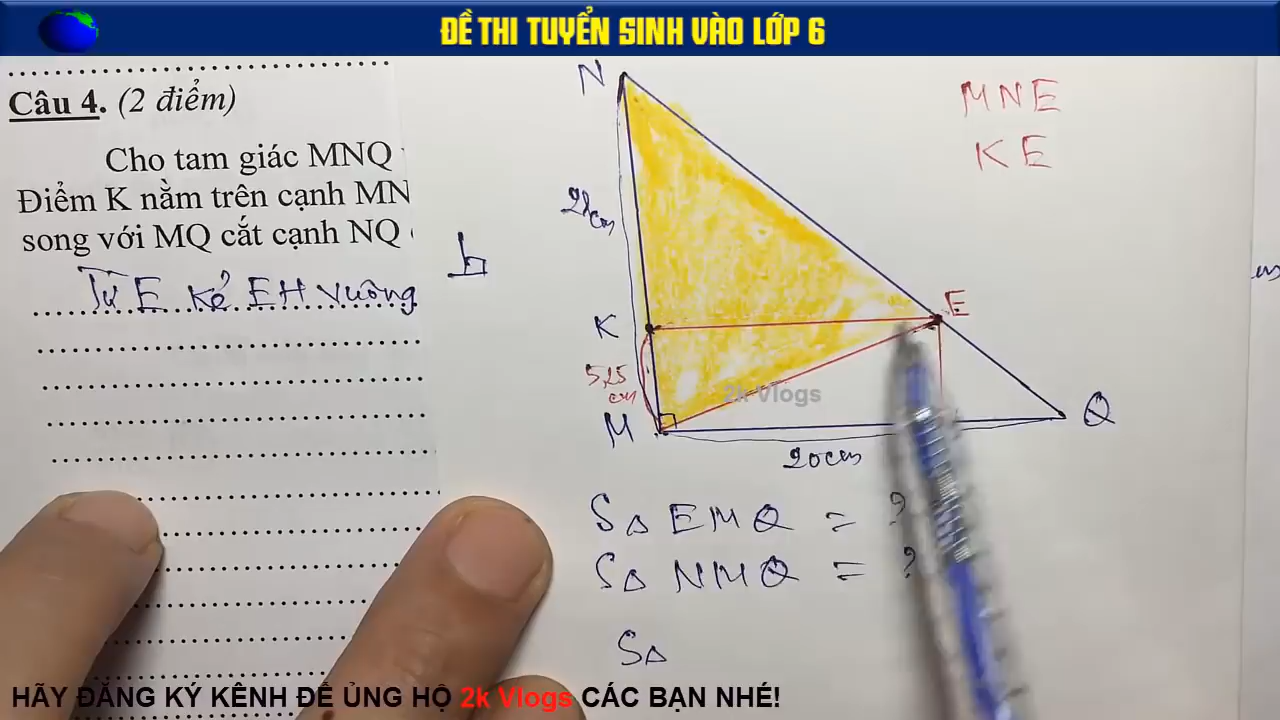 ĐỀ THI TUYỂN SINH VÀO LỚP 6
Câu 4. (2 điểm)
Cho tam giác MNQ
Điểm K nằm trên cạnh MN
song với MQ cắt cạnh NQ
Từ E kẻ EH vuông
N
MNE
KE
cm
K
E
5,25
cm
M
Q
20cm
2k Vlogs
S△ EMQ = ?
S△ NMQ = ?
S△
HÃY ĐĂNG KÝ KÊNH ĐỂ ỦNG HỘ 2k Vlogs CÁC BẠN NHÉ!